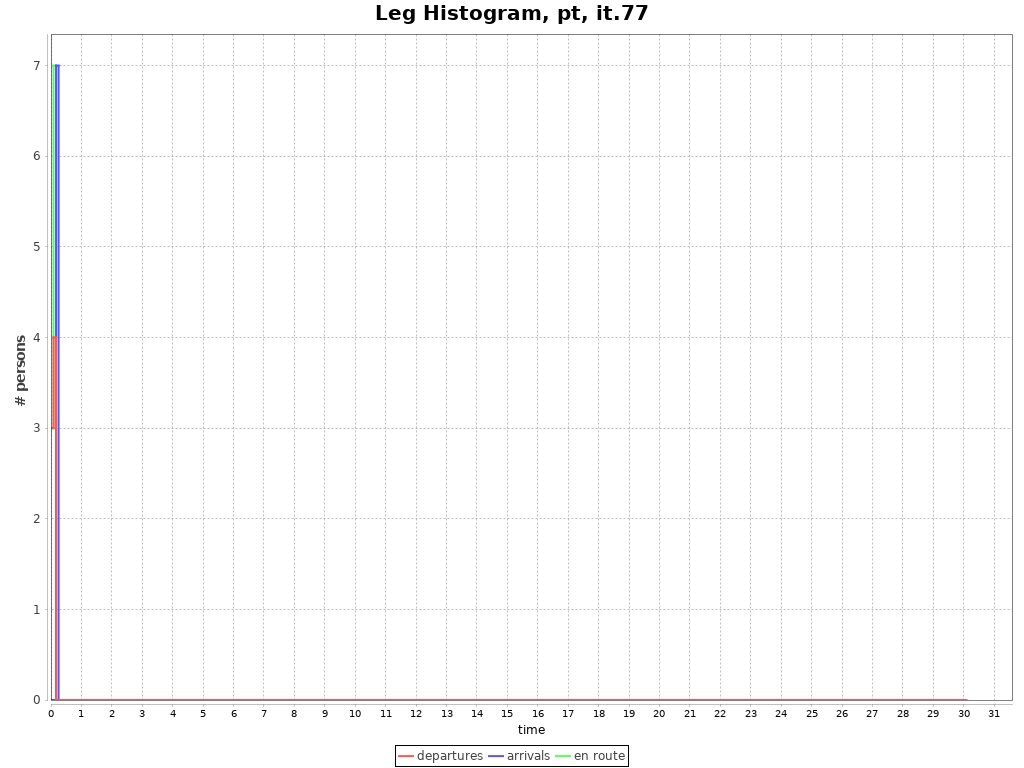 Leg Histogram, pt, it.77
# persons
7
6
5
4
3
2
1
0
0 1 2 3 4 5 6 7 8 9 10 11 12 13 14 15 16 17 18 19 20 21 22 23 24 25 26 27 28 29 30 31
time
departures arrivals en route